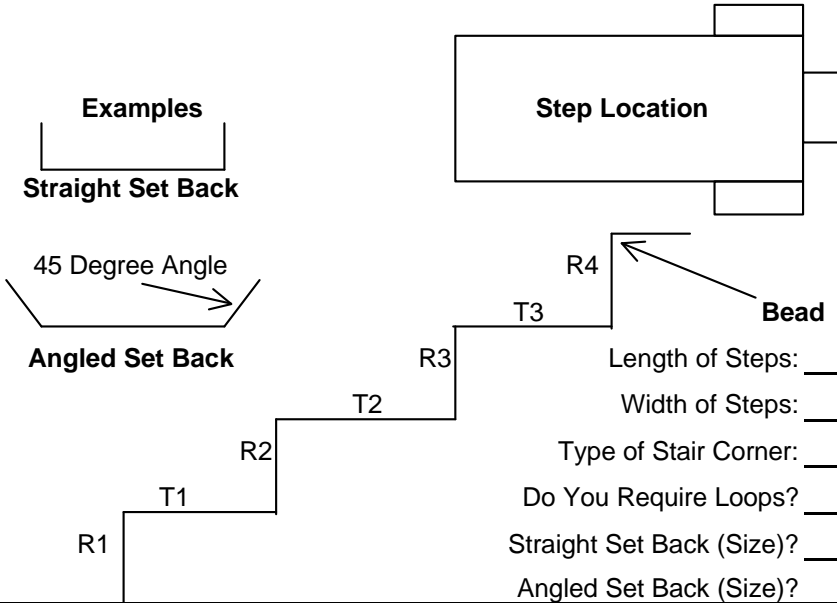 Examples
Step Location
Straight Set Back
45 Degree Angle
Angled Set Back
R4
Bead
T3
R3
T2
R2
T1
R1
Length of Steps:
Width of Steps:
Type of Stair Corner:
Do You Require Loops?
Straight Set Back (Size)?
Angled Set Back (Size)?